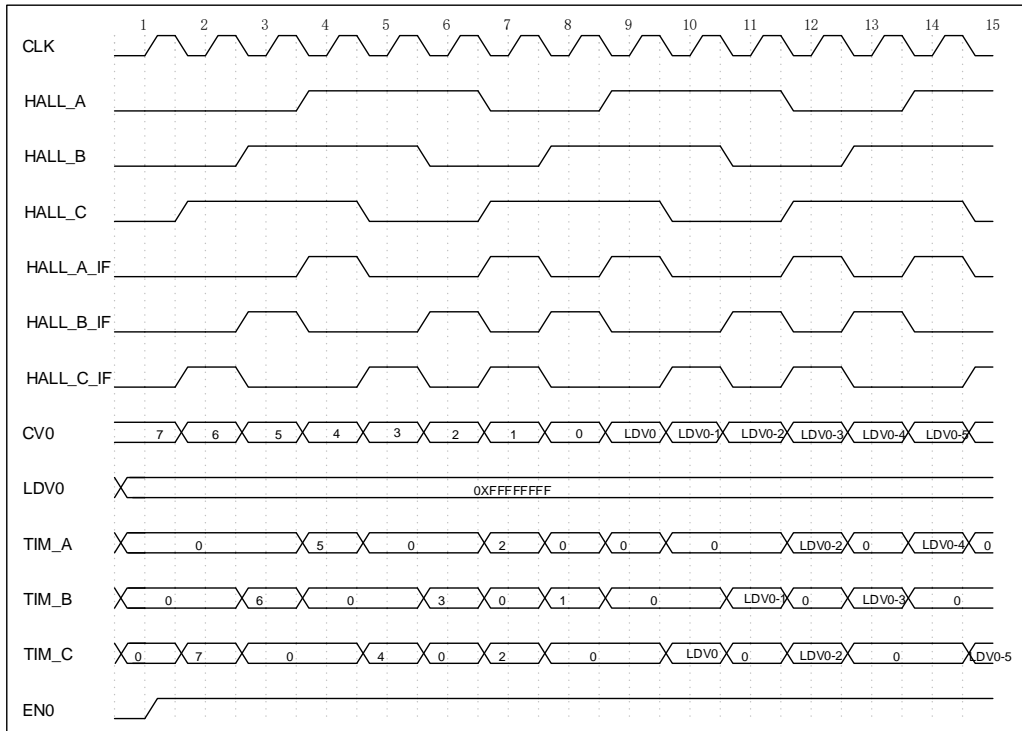 1 2 3 4 5 6 7 8 9 10 11 12 13 14 15
CLK
HALL_A
HALL_B
HALL_C
HALL_A_IF
HALL_B_IF
HALL_C_IF
CV0 7 6 5 4 3 2 1 0 LDV0 LDV0-1 LDV0-2 LDV0-3 LDV0-4 LDV0-5
LDV0 0XFFFFFFFF
TIM_A 0 5 0 2 0 0 0 LDV0-2 0 LDV0-4 0
TIM_B 0 6 0 3 0 1 0 LDV0-1 0 LDV0-3 0
TIM_C 0 7 0 4 0 2 0 LDV0 0 LDV0-2 0 LDV0-5
EN0